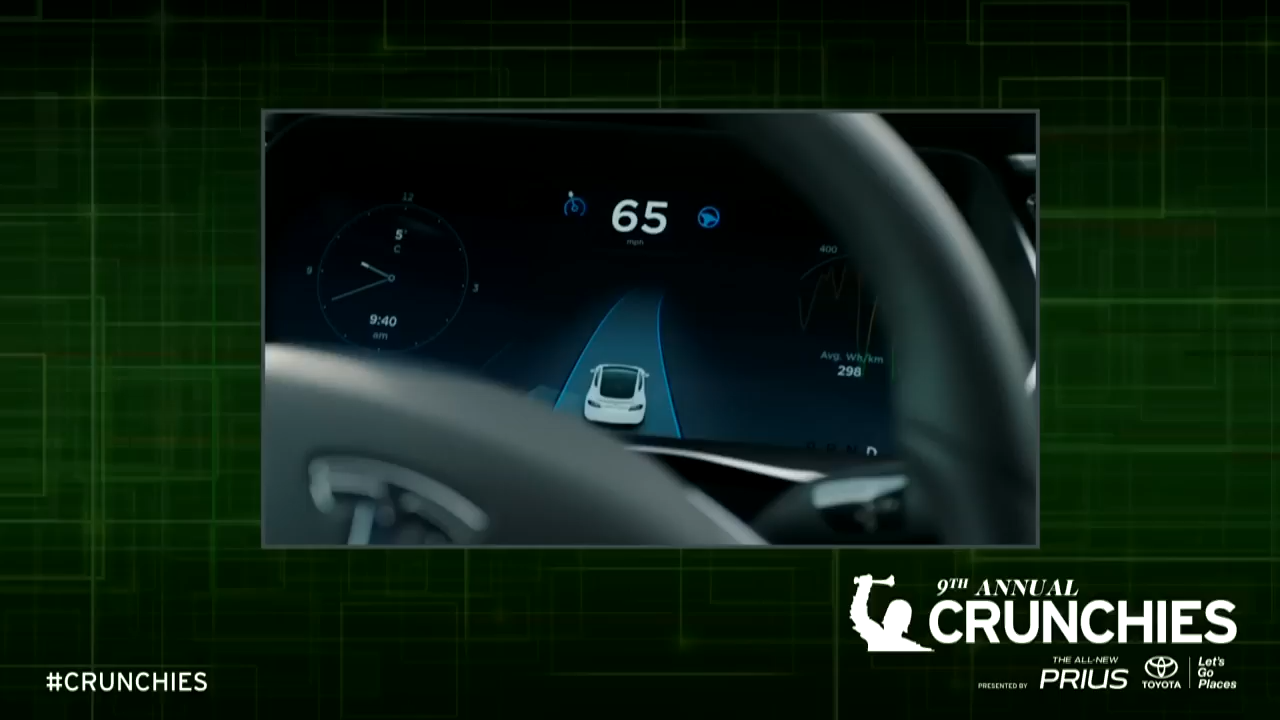 12
5°
C
9
3
9:40
am
65
mph
400
Avg. Wh/km
298
D
9TH ANNUAL
CRUNCHIES
#CRUNCHIES
PRESENTED BY
THE ALL-NEW
PRIUS
TOYOTA
Let's
Go
Places